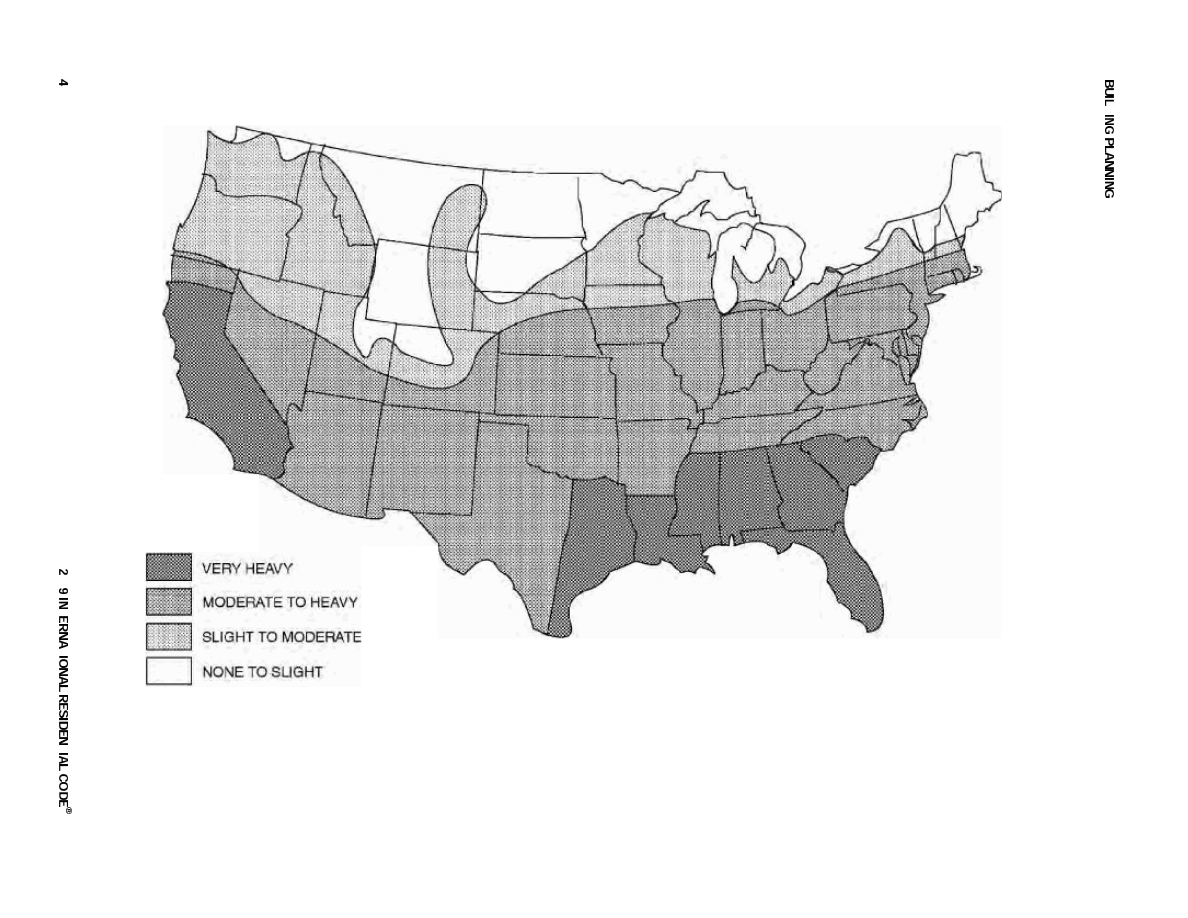 BUIL ING PLANNING
VERY HEAVY
MODERATE TO HEAVY
SLIGHT TO MODERATE
NONE TO SLIGHT
4
2 9 IN ERNA IONAL RESIDEN IAL CODE®